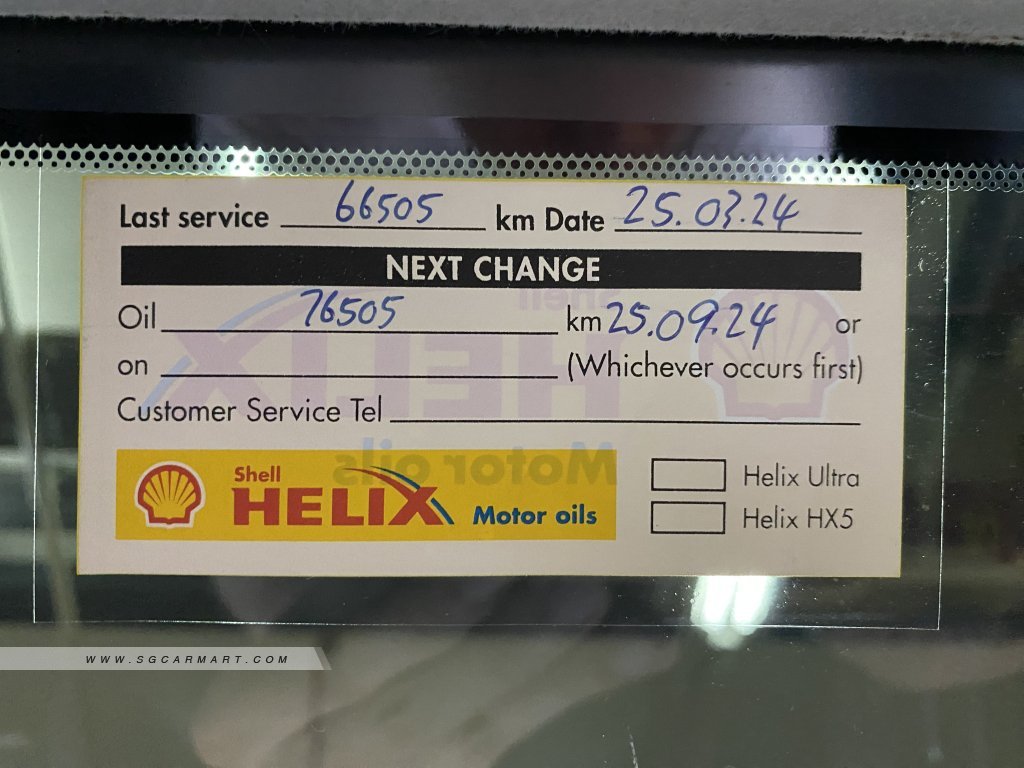 Last service 66505 km Date 25.03.24
NEXT CHANGE
Oil 76505 km 25.09.24 or
on (Whichever occurs first)
Customer Service Tel
Shell
HELIX Motor oils
Helix Ultra
Helix HX5
WWW.SGCARMART.COM